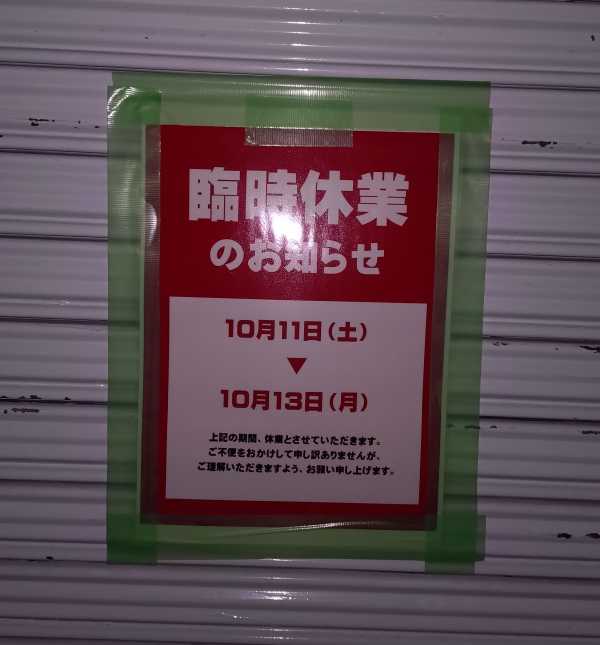 臨時休業
のお知らせ
10月11日(土)
▼
10月13日(月)
上記の期間、休業とさせていただきます。
ご不便をおかけして申し訳ありませんが、
ご理解いただきますよう、お願い申し上げます。